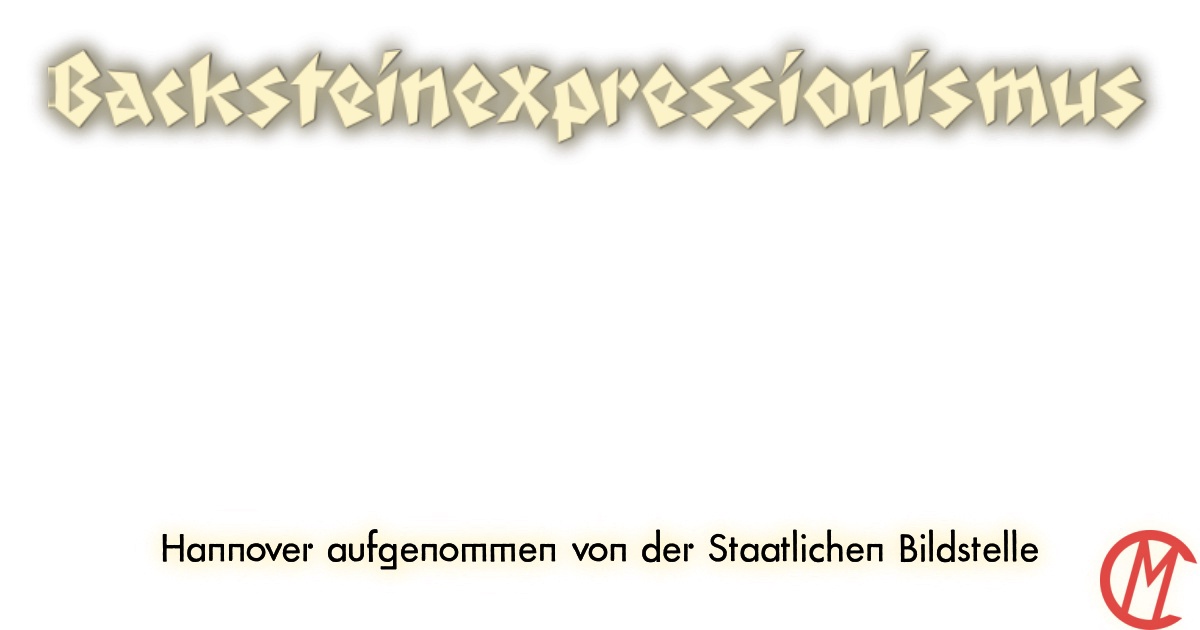 Backsteinexpressionismus
Hannover aufgenommen von der Staatlichen Bildstelle